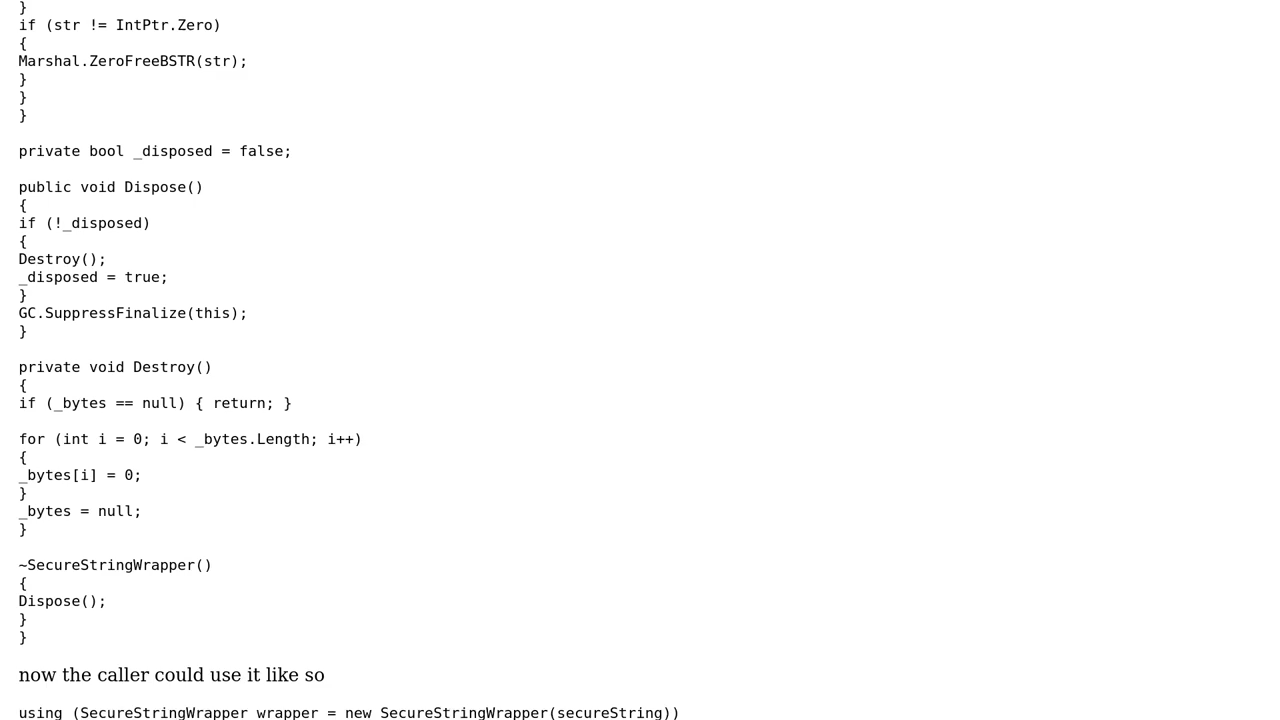 }
if (str != IntPtr.Zero)
{
Marshal.ZeroFreeBSTR(str);
}
}
}
private bool _disposed = false;
public void Dispose()
{
if (!_disposed)
{
Destroy();
_disposed = true;
}
GC.SuppressFinalize(this);
}
private void Destroy()
{
if (_bytes == null) { return; }
for (int i = 0; i < _bytes.Length; i++)
{
_bytes[i] = 0;
}
_bytes = null;
}
~SecureStringWrapper()
{
Dispose();
}
}
now the caller could use it like so
using (SecureStringWrapper wrapper = new SecureStringWrapper(secureString))